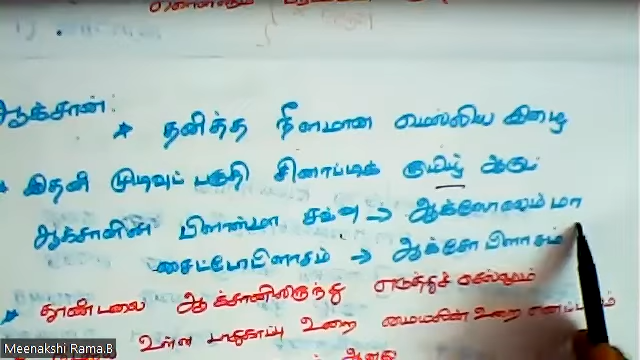 ஆக்சான்:
* தனித்த நீளமான மெல்லிய இழை
* இதன் முடிவுப் பகுதி சினாப்டிக் குமிழ் ஆகும்
ஆக்சானின் பிளாஸ்மா சவ்வு → ஆக்ஸோலெம்மா
சைட்டோபிளாசம் → ஆக்சோபிளாசம்
* தூண்டலை ஆக்சானிலிருந்து எடுத்துச் செல்லும்
உள்ள பாதுகாப்பு உறை மையலின் உறை எனப்படும்
Meenakshi Rama.B